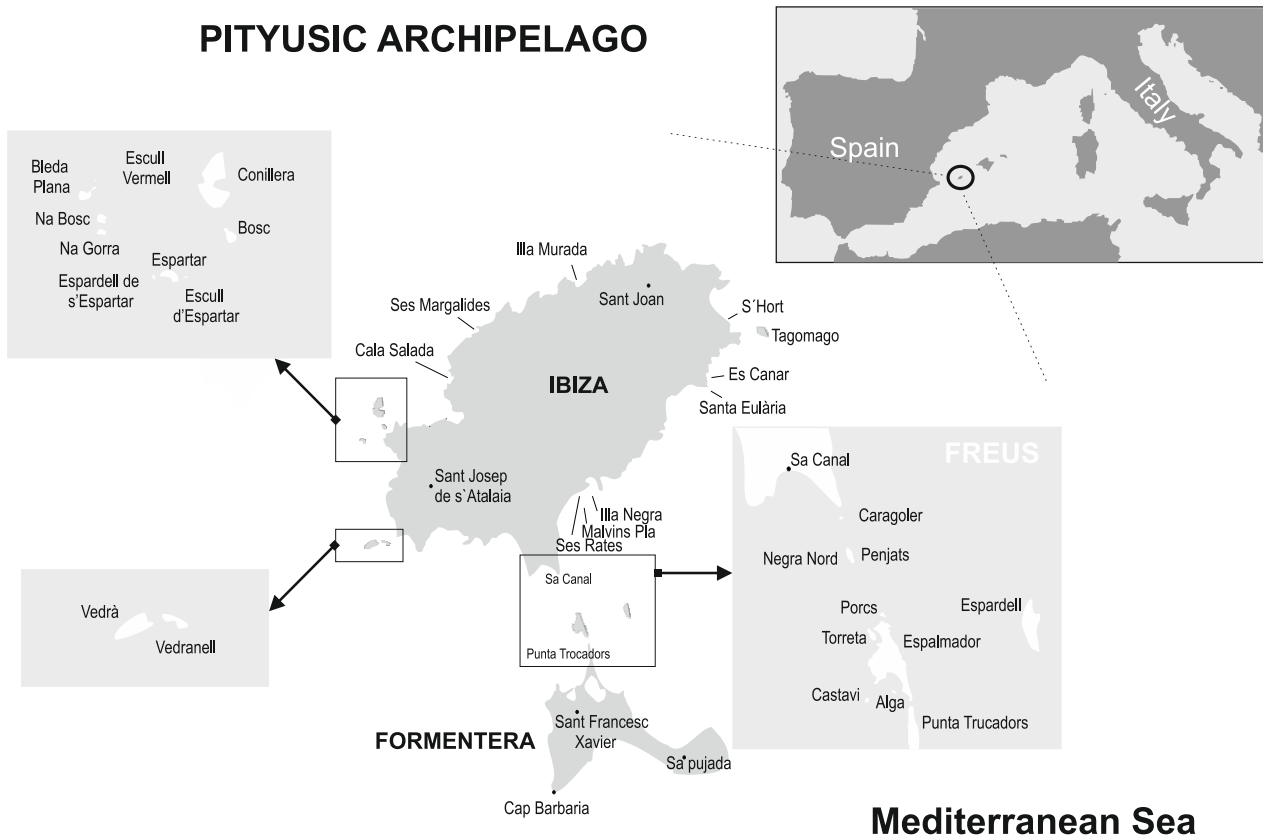 PITYUSIC ARCHIPELAGO
Spain
Italy
Bleda
Plana
Escull
Vermell
Conillera
Na Bosc
Bosc
Na Gorra
Espartar
Espardell de
s'Espartar
Escull
d'Espartar
Illa Murada
Sant Joan
Ses Margalides
S´Hort
Tagomago
Cala Salada
IBIZA
Es Canar
Santa Eulària
Sant Josep
de s`Atalaia
Illa Negra
Malvins Pla
Ses Rates
FREUS
Sa Canal
Caragoler
Negra Nord
Penjats
Porcs
Espardell
Torreta
Espalmador
Castavi
Alga
Punta Trucadors
Sa Canal
Punta Trocadors
Vedrà
Vedranell
FORMENTERA
Sant Francesc
Xavier
Sa pujada
Cap Barbaria
Mediterranean Sea